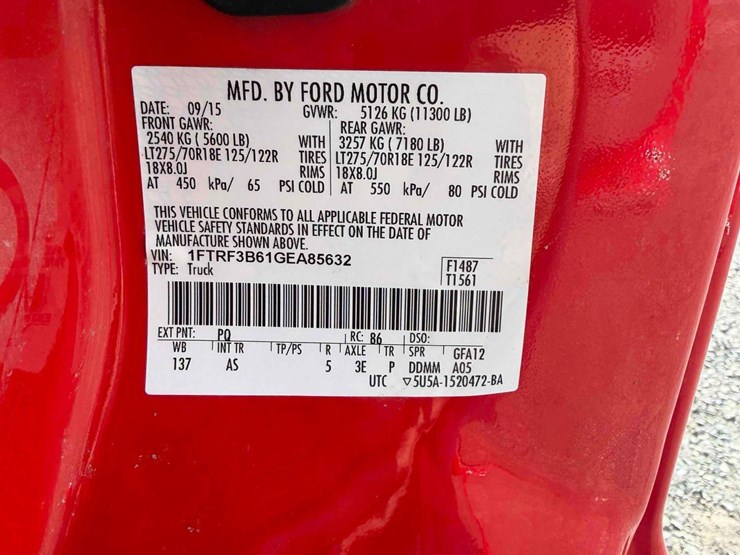 MFD. BY FORD MOTOR CO.
DATE: 09/15 GVWR: 5126 KG (11300 LB)
FRONT GAWR: REAR GAWR:
2540 KG ( 5600 LB) WITH 3257 KG ( 7180 LB) WITH
LT275/70R18E 125/122R TIRES LT275/70R18E 125/122R TIRES
18X8.0J RIMS 18X8.0J RIMS
AT 450 kPa/ 65 PSI COLD AT 550 kPa/ 80 PSI COLD
THIS VEHICLE CONFORMS TO ALL APPLICABLE FEDERAL MOTOR
VEHICLE SAFETY STANDARDS IN EFFECT ON THE DATE OF
MANUFACTURE SHOWN ABOVE.
VIN: 1FTRF3B61GEA85632
TYPE: Truck
F1487
T1561
EXT PNT: PQ RC: 86 DSO:
WB INT TR TP/PS R AXLE TR SPR GFA12
137 AS 5 3E P DDMM A05
UTC ▽5U5A-1520472-BA